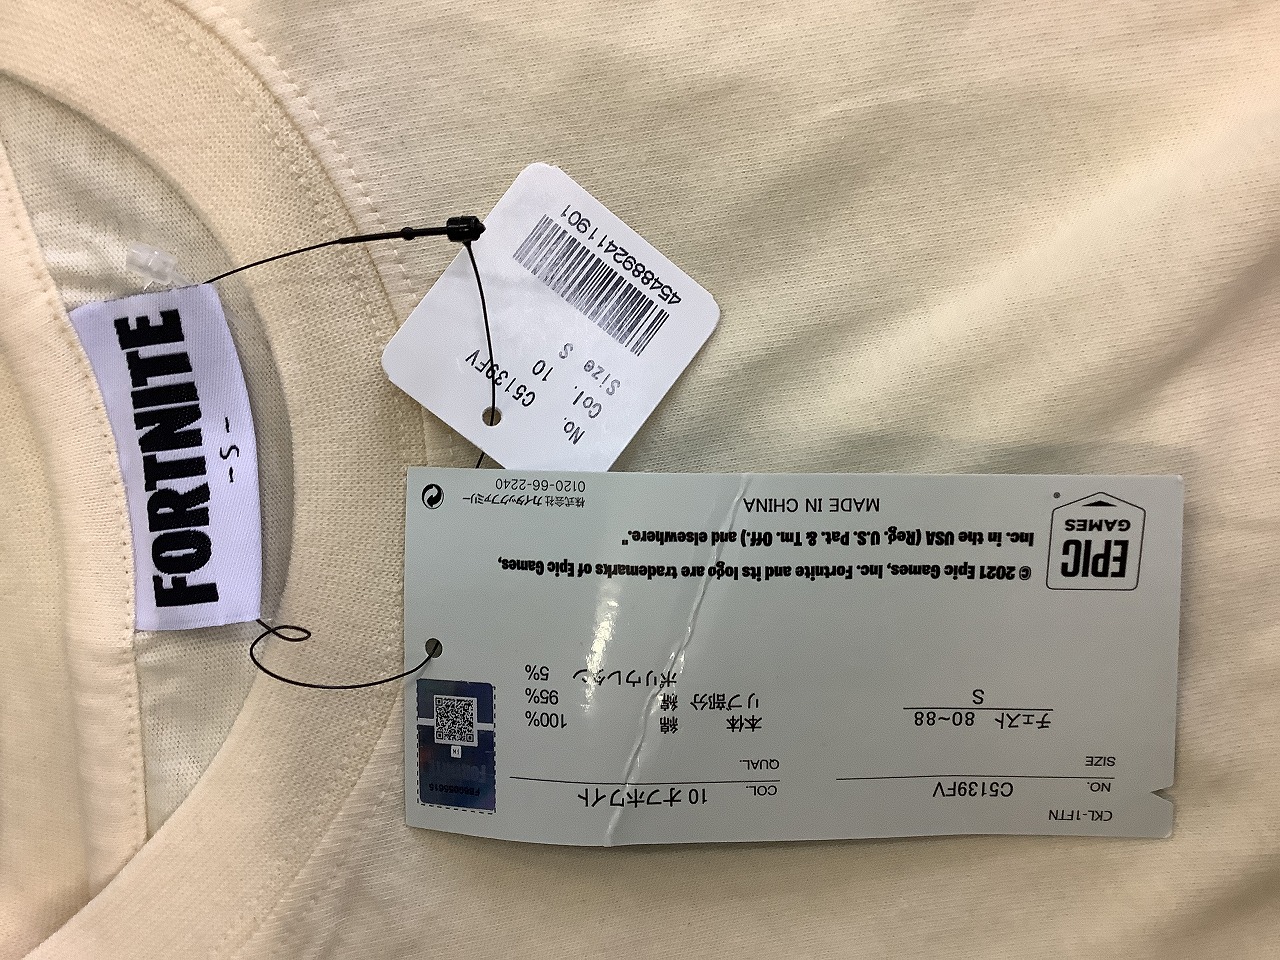 FORTNITE
-S-
No. C5139FV
Col. 10
Size S
4548892411901
CKL-1FTN
NO. C5139FV
SIZE
チェスト 80~88
S
COL. 10 オフホワイト
QUAL.
本体 綿 100%
リブ部分 綿 95%
ポリウレタン 5%
© 2021 Epic Games, Inc. Fortnite and its logo are trademarks of Epic Games,
Inc. in the USA (Reg. U.S. Pat. & Tm. Off.) and elsewhere."
EPIC
GAMES
MADE IN CHINA
株式会社 カイタックファミリー
0120-66-2240